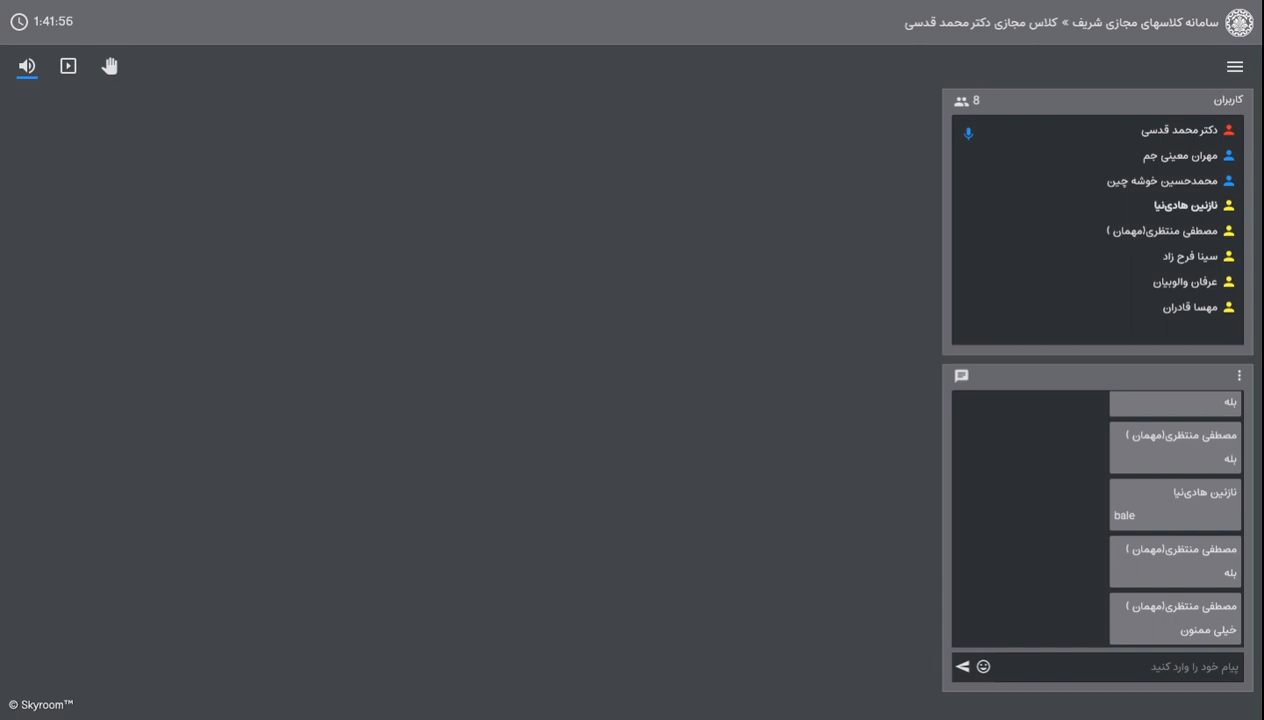 1:41:56
سامانه کلاسهای مجازی شریف » کلاس مجازی دکتر محمد قدسی
کاربران
8
دکتر محمد قدسی
مهران معینی جم
محمدحسین خوشه چین
نازنین هادی‌نیا
مصطفی منتظری(مهمان )
سینا فرح زاد
عرفان والوبیان
مهسا قادران
بله
مصطفی منتظری(مهمان )
بله
نازنین هادی‌نیا
bale
مصطفی منتظری(مهمان )
بله
مصطفی منتظری(مهمان )
خیلی ممنون
پیام خود را وارد کنید
© Skyroom™